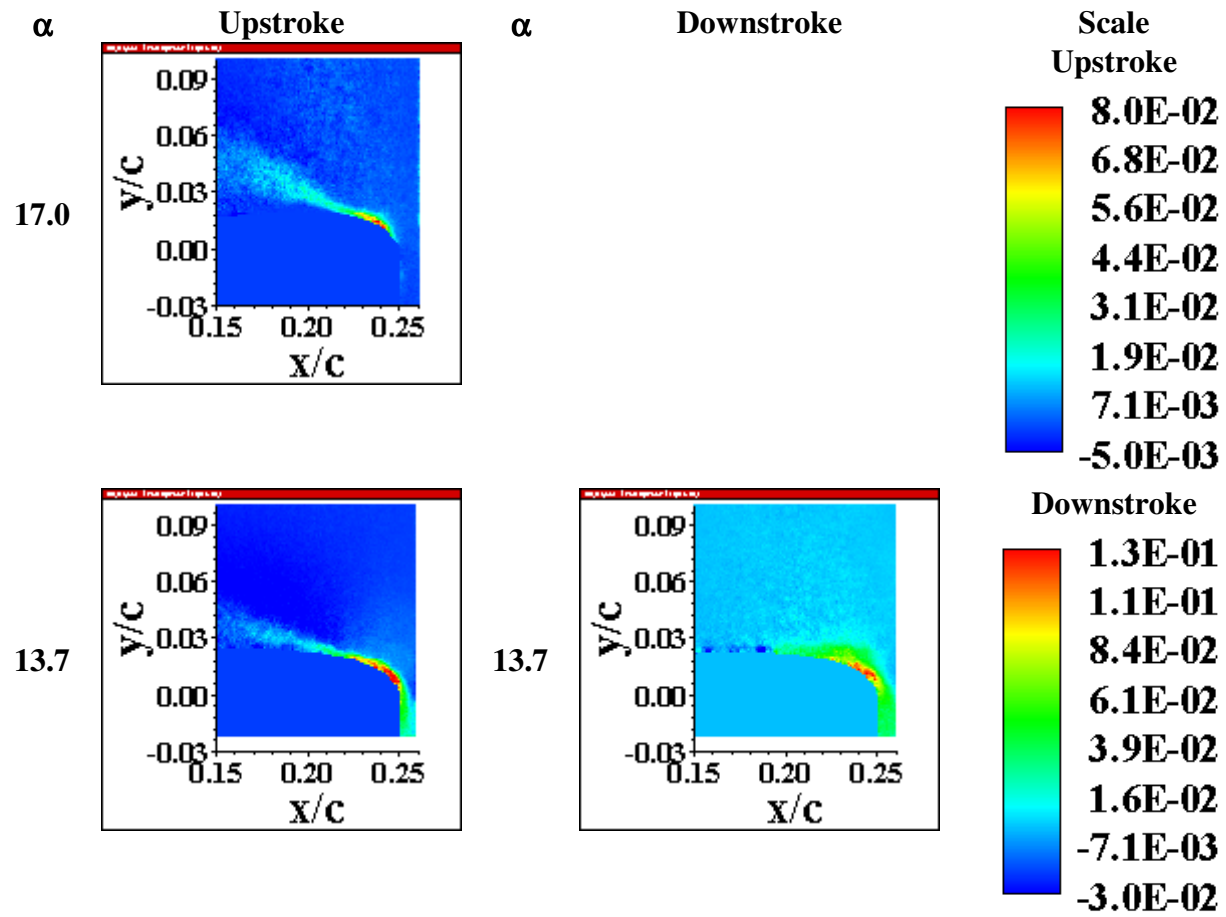 α Upstroke α Downstroke Scale
Upstroke
17.0
0.09
0.06
0.03
0.00
-0.03
y/c
0.15 0.20 0.25
x/c
8.0E-02
6.8E-02
5.6E-02
4.4E-02
3.1E-02
1.9E-02
7.1E-03
-5.0E-03
13.7
0.09
0.06
0.03
0.00
-0.03
y/c
0.15 0.20 0.25
x/c
13.7
0.09
0.06
0.03
0.00
-0.03
y/c
0.15 0.20 0.25
x/c
Downstroke
1.3E-01
1.1E-01
8.4E-02
6.1E-02
3.9E-02
1.6E-02
-7.1E-03
-3.0E-02